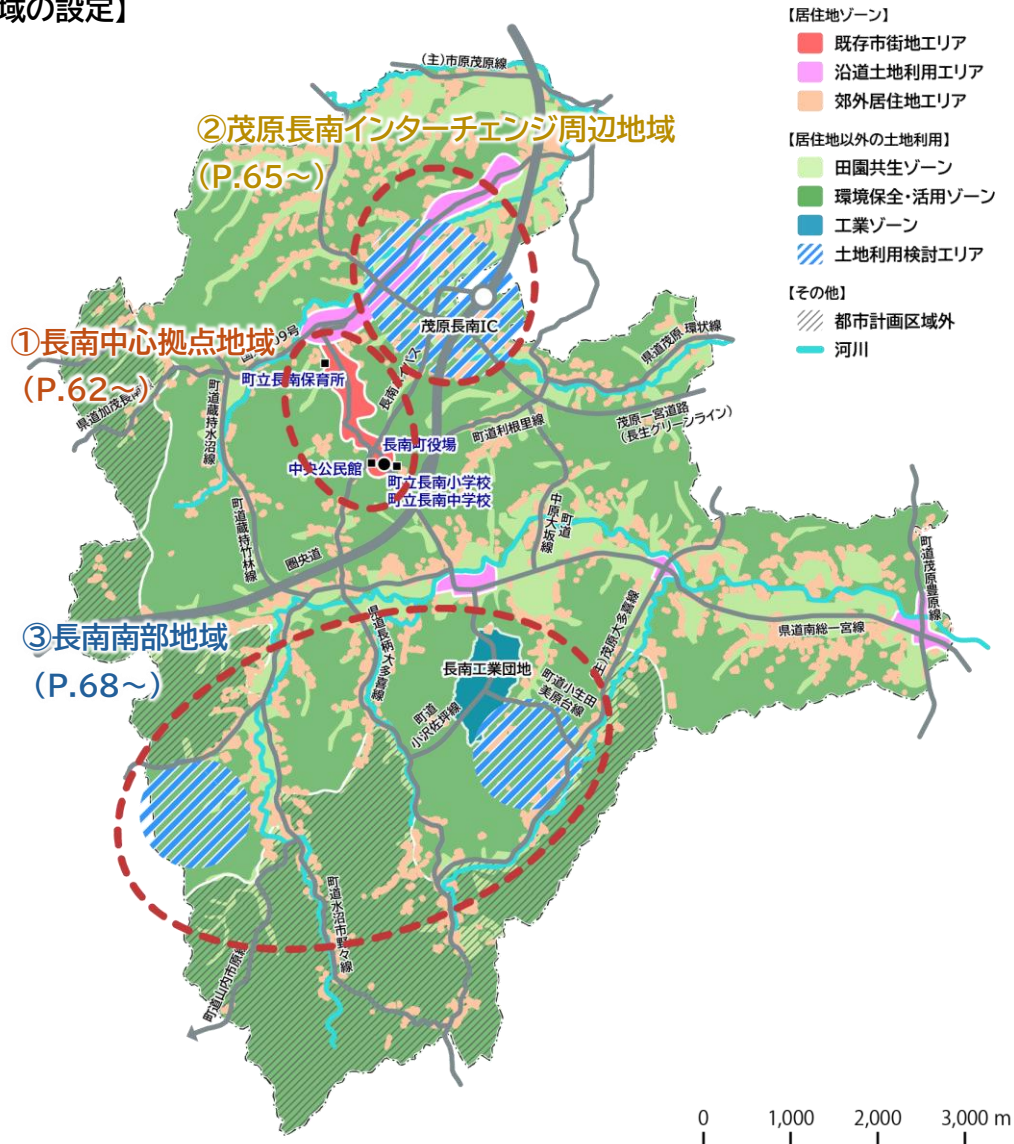 域の設定】
【居住地ゾーン】
既存市街地エリア
沿道土地利用エリア
郊外居住地エリア
【居住地以外の土地利用】
田園共生ゾーン
環境保全・活用ゾーン
工業ゾーン
土地利用検討エリア
【その他】
都市計画区域外
河川
(主)市原茂原線
②茂原長南インターチェンジ周辺地域
(P.65~)
茂原長南IC
①長南中心拠点地域
(P.62~)
町立長南保育所
県道茂原環状線
茂原一宮道路
(長生グリーンライン)
町道利根里線
県道加茂長南
町道蔵持水沼線
長南町役場
中央公民館
町立長南小学校
町立長南中学校
町道
中原大坂線
町道蔵持竹林線
圏央道
町道茂原豊原線
県道南総一宮線
③長南南部地域
(P.68~)
県道長柄大多喜線
主)茂原大多喜線
長南工業団地
町道小生田
美原台線
町道
小沢佐坪線
町道水沼市野々線
町道山内市原線
0 1,000 2,000 3,000 m